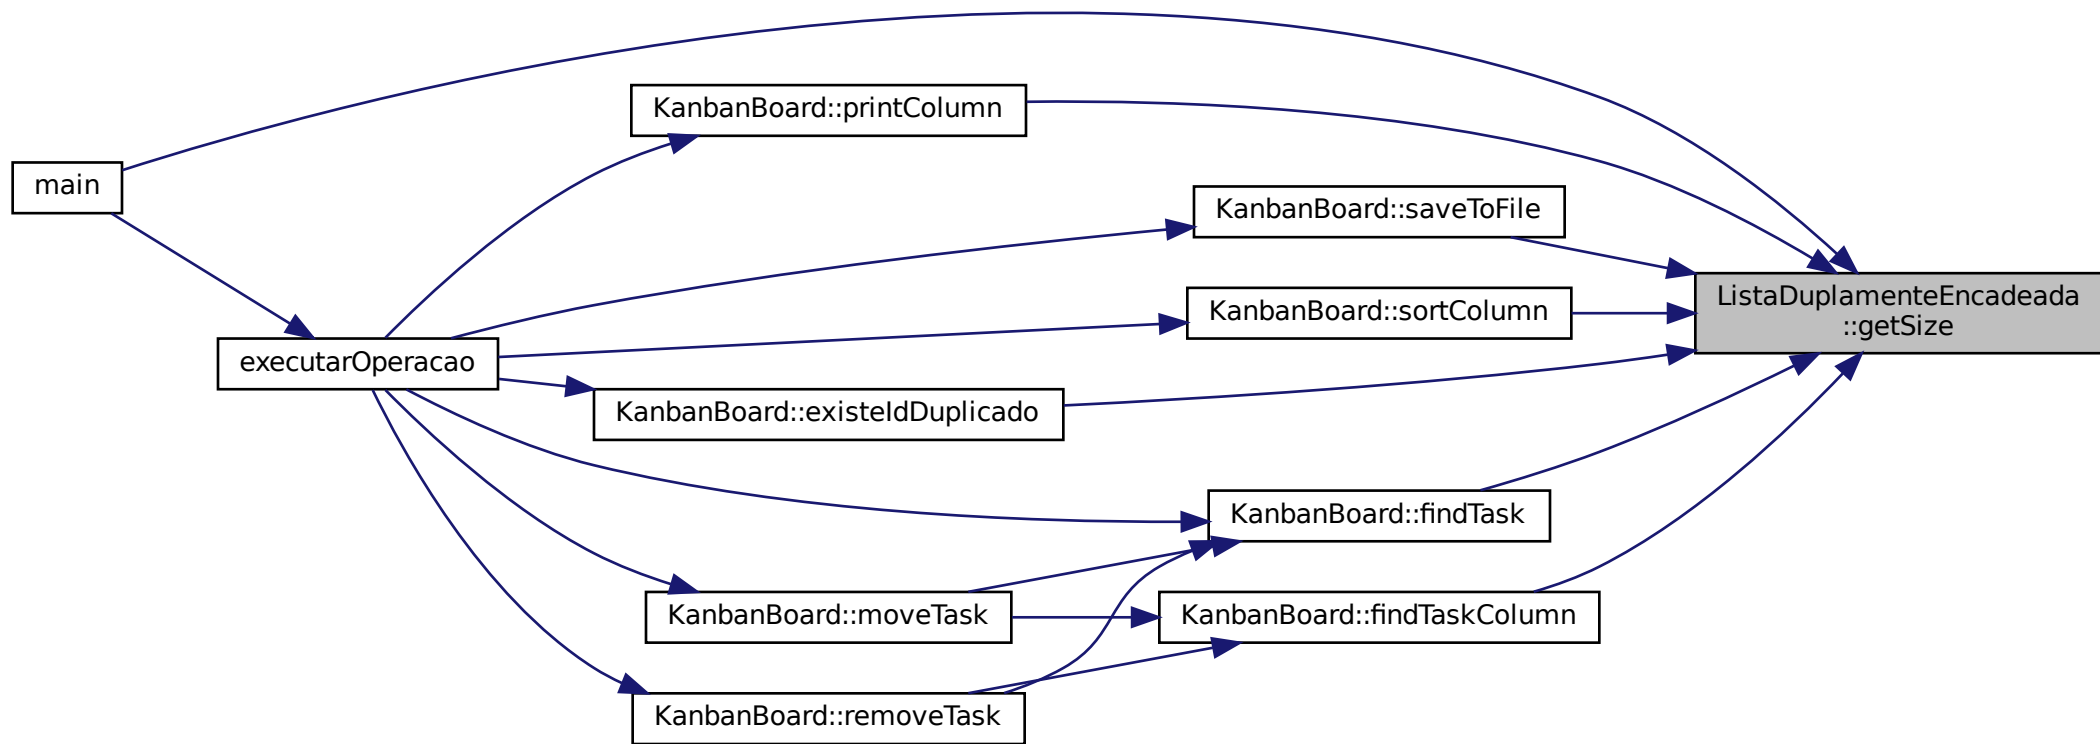 main
KanbanBoard::printColumn
KanbanBoard::saveToFile
ListaDuplamenteEncadeada
::getSize
KanbanBoard::sortColumn
executarOperacao
KanbanBoard::existeIdDuplicado
KanbanBoard::findTask
KanbanBoard::moveTask
KanbanBoard::findTaskColumn
KanbanBoard::removeTask